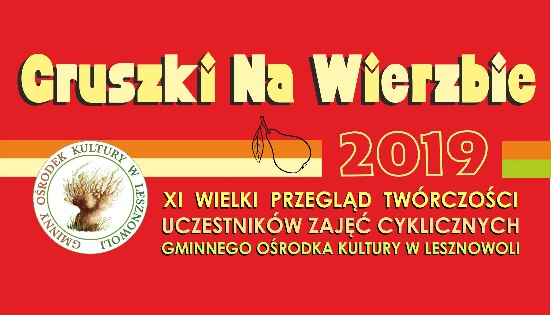 Gruszki Na Wierzbie
2019
GMINNY OŚRODEK KULTURY W LESZNOWOLI
XI WIELKI PRZEGLĄD TWÓRCZOŚCI
UCZESTNIKÓW ZAJĘĆ CYKLICZNYCH
GMINNEGO OŚRODKA KULTURY W LESZNOWOLI